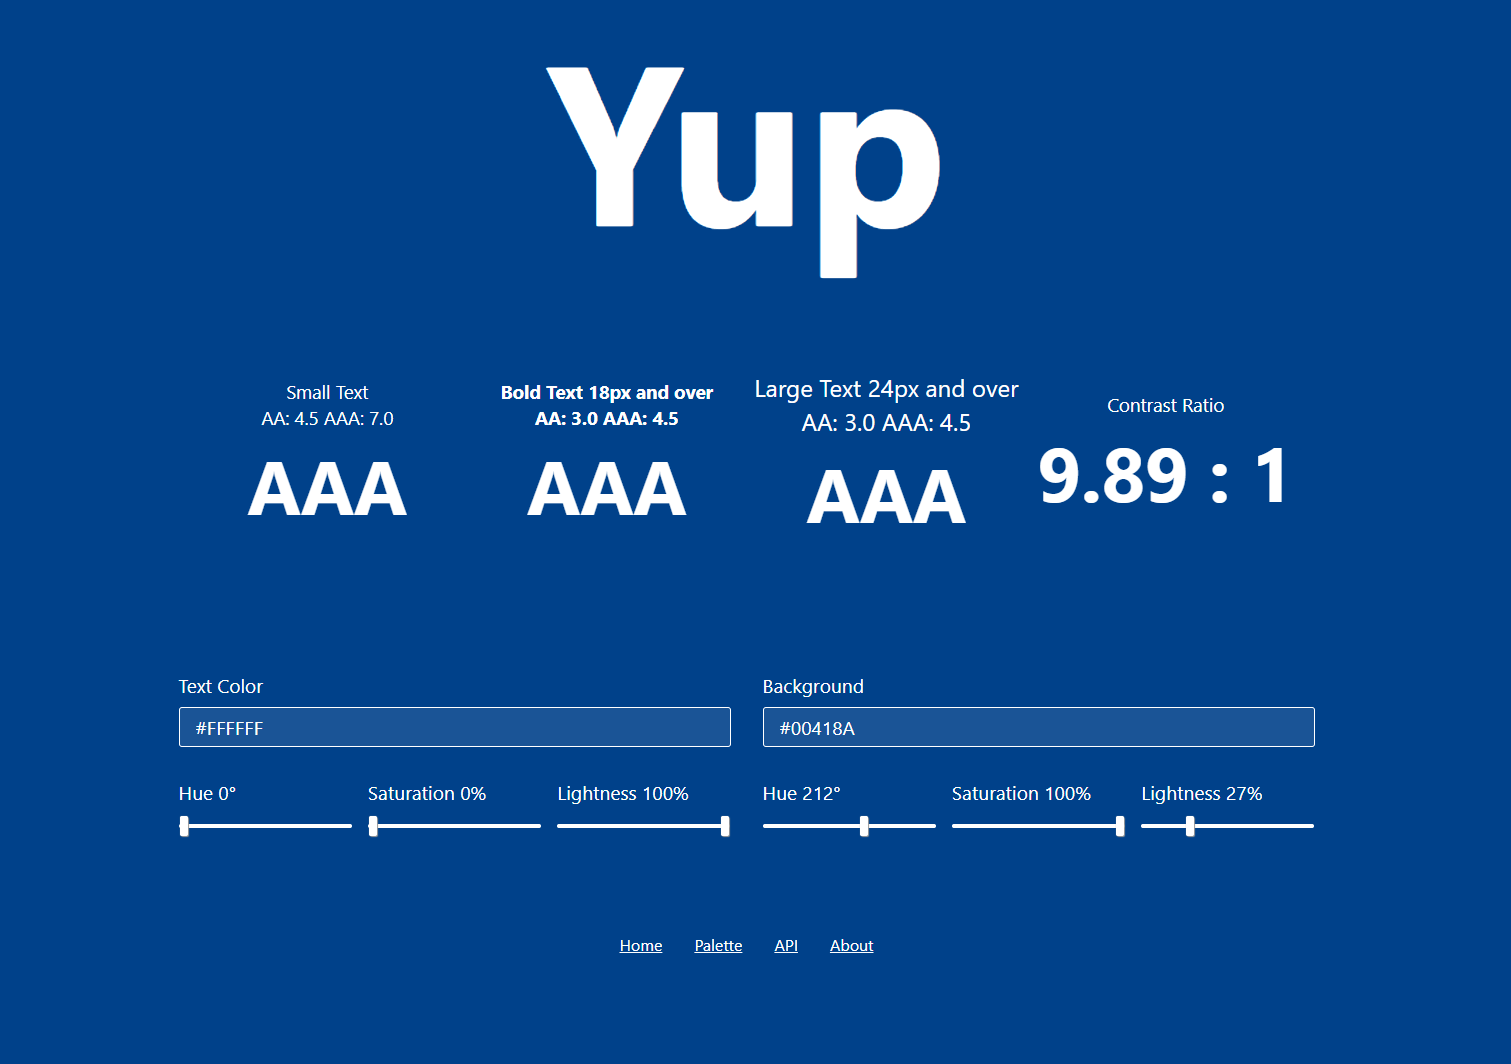 Yup
Small Text
AA: 4.5 AAA: 7.0
AAA
Bold Text 18px and over
AA: 3.0 AAA: 4.5
AAA
Large Text 24px and over
AA: 3.0 AAA: 4.5
AAA
Contrast Ratio
9.89 : 1
Text Color
#FFFFFF
Hue 0°
Saturation 0%
Lightness 100%
Background
#00418A
Hue 212°
Saturation 100%
Lightness 27%
Home
Palette
API
About